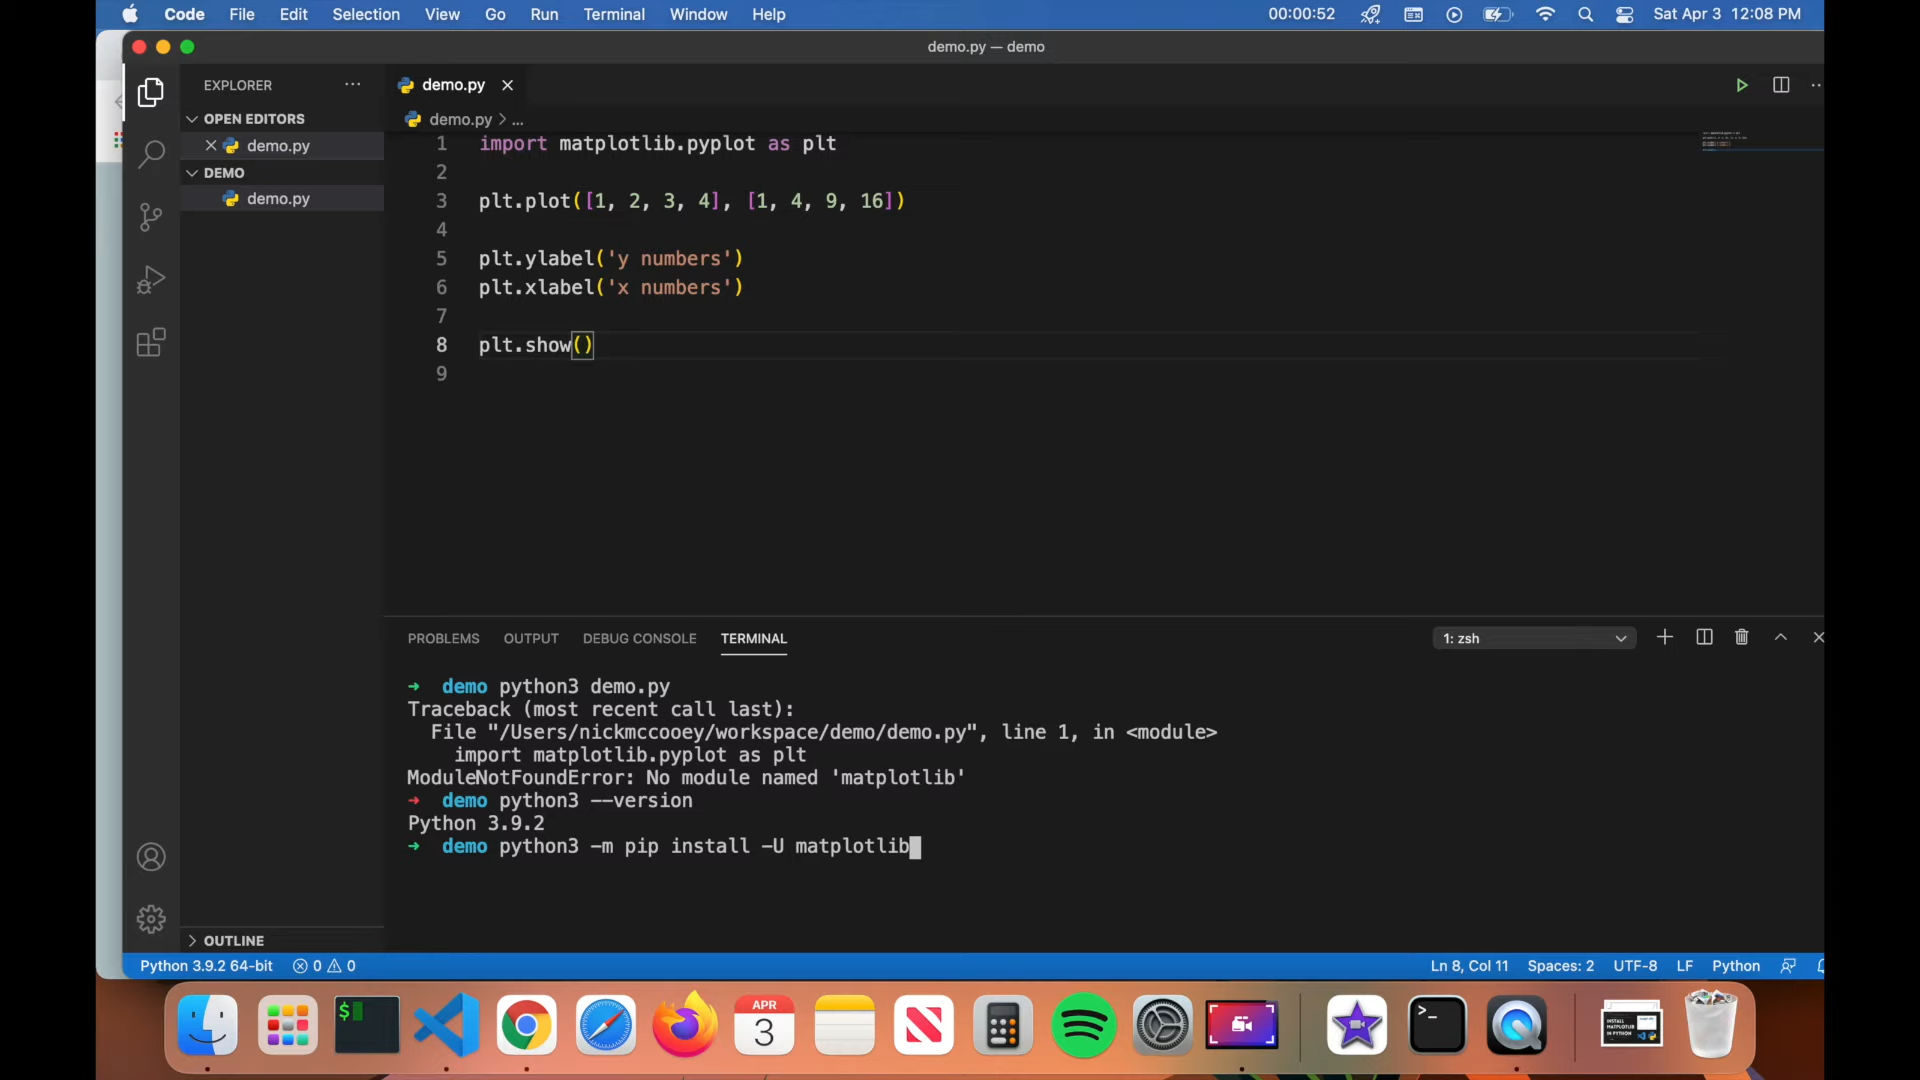 Code File Edit Selection View Go Run Terminal Window Help 00:00:52 Sat Apr 3 12:08 PM
demo.py — demo
EXPLORER
demo.py
OPEN EDITORS
demo.py > ...
demo.py
DEMO
demo.py
1 import matplotlib.pyplot as plt
2
3 plt.plot([1, 2, 3, 4], [1, 4, 9, 16])
4
5 plt.ylabel('y numbers')
6 plt.xlabel('x numbers')
7
8 plt.show()
9
PROBLEMS OUTPUT DEBUG CONSOLE TERMINAL 1: zsh
➜ demo python3 demo.py
Traceback (most recent call last):
File "/Users/nickmccooey/workspace/demo/demo.py", line 1, in <module>
import matplotlib.pyplot as plt
ModuleNotFoundError: No module named 'matplotlib'
➜ demo python3 --version
Python 3.9.2
➜ demo python3 -m pip install -U matplotlib
OUTLINE
Python 3.9.2 64-bit 0 0 Ln 8, Col 11 Spaces: 2 UTF-8 LF Python
$
APR
3
>_
INSTALL
MATPLOTLIB
IN PYTHON